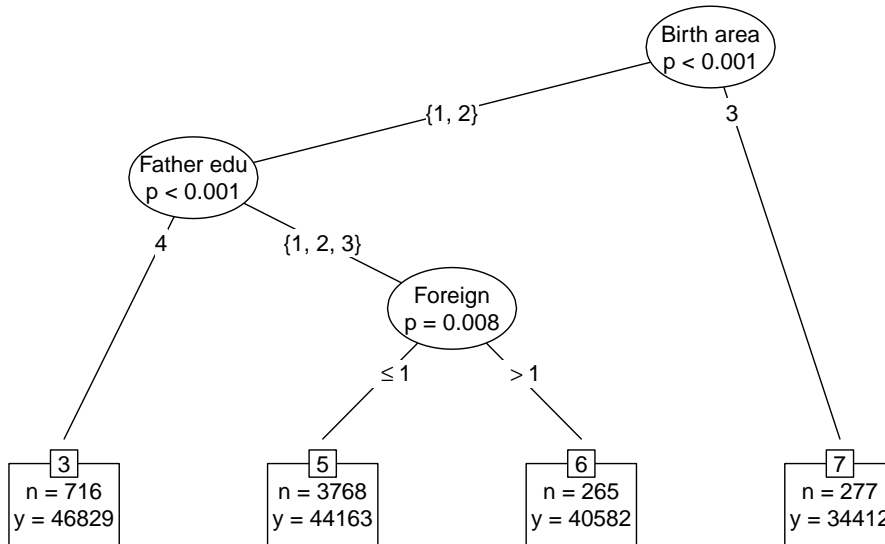 Birth area
p < 0.001
{1, 2}
3
Father edu
p < 0.001
4
{1, 2, 3}
Foreign
p = 0.008
≤ 1
> 1
3
n = 716
y = 46829
5
n = 3768
y = 44163
6
n = 265
y = 40582
7
n = 277
y = 34412